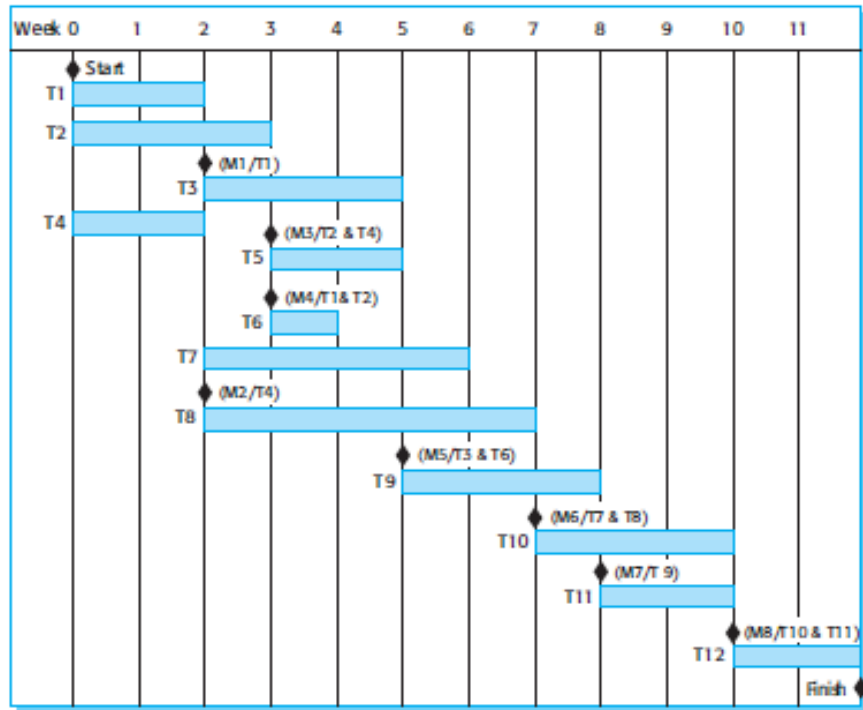 Week 0 1 2 3 4 5 6 7 8 9 10 11
Start
T1
T2
(M1/T1)
T3
T4
(M3/T2 & T4)
T5
(M4/T1& T2)
T6
T7
(M2/T4)
T8
(M5/T3 & T6)
T9
(M6/T7 & T8)
T10
(M7/T 9)
T11
(M8/T10 & T11)
T12
Finish